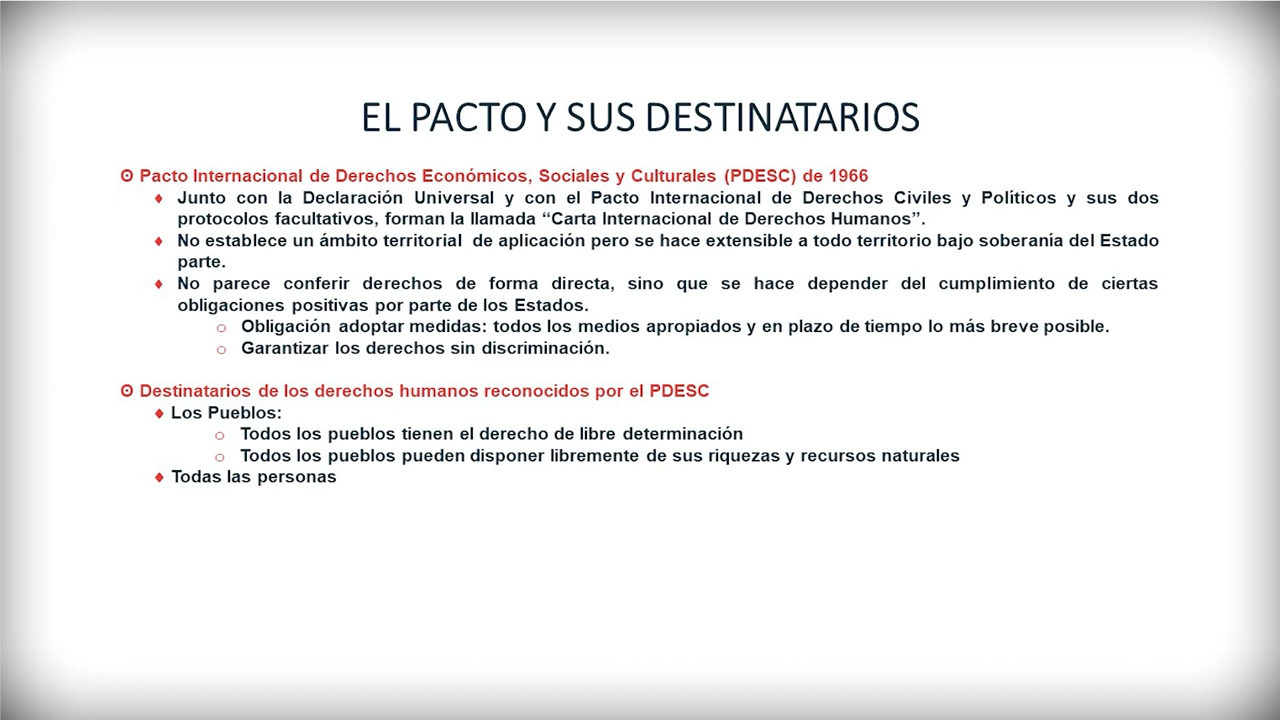 EL PACTO Y SUS DESTINATARIOS
Pacto Internacional de Derechos Económicos, Sociales y Culturales (PDESC) de 1966
Junto con la Declaración Universal y con el Pacto Internacional de Derechos Civiles y Políticos y sus dos
protocolos facultativos, forman la llamada “Carta Internacional de Derechos Humanos”.
No establece un ámbito territorial de aplicación pero se hace extensible a todo territorio bajo soberanía del Estado
parte.
No parece conferir derechos de forma directa, sino que se hace depender del cumplimiento de ciertas
obligaciones positivas por parte de los Estados.
Obligación adoptar medidas: todos los medios apropiados y en plazo de tiempo lo más breve posible.
Garantizar los derechos sin discriminación.
Destinatarios de los derechos humanos reconocidos por el PDESC
Los Pueblos:
Todos los pueblos tienen el derecho de libre determinación
Todos los pueblos pueden disponer libremente de sus riquezas y recursos naturales
Todas las personas